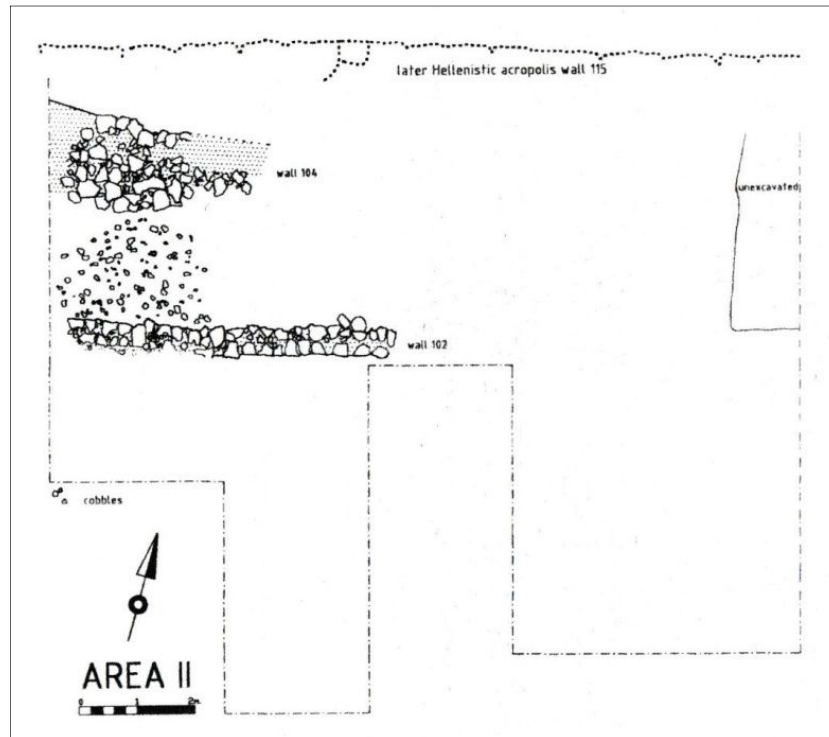 later Hellenistic acropolis wall 115
wall 104
unexcavated
wall 102
cobbles
AREA II
0 1 2m.